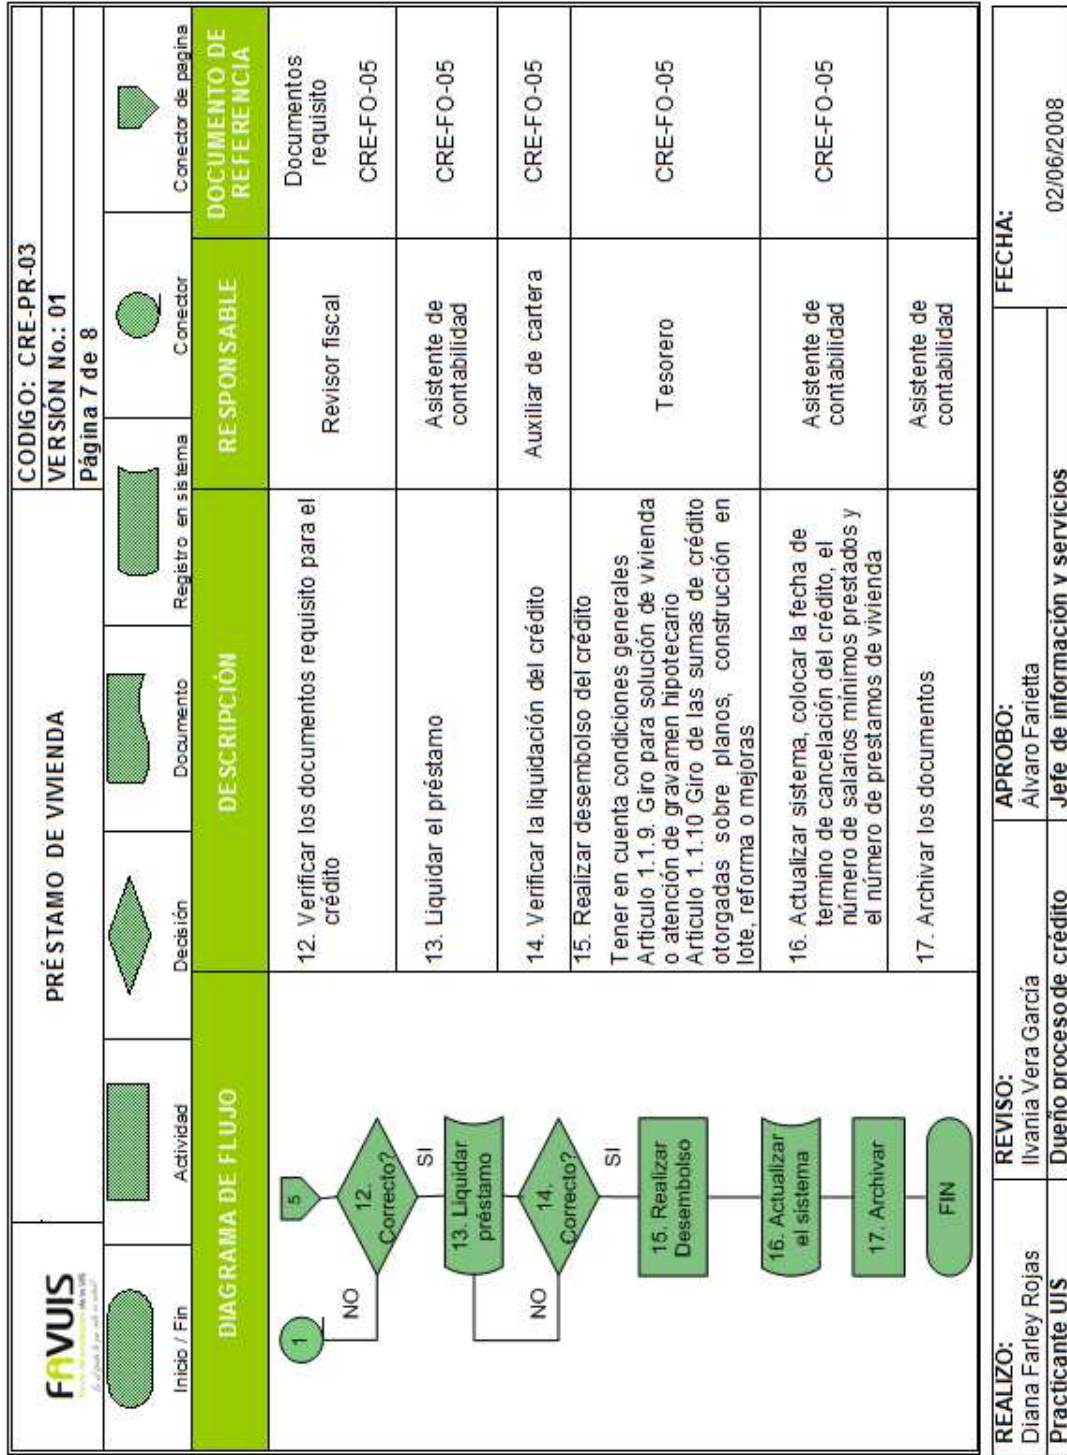 FAVUIS
PRÉSTAMO DE VIVIENDA
CODIGO: CRE-PR-03
VERSIÓN No.: 01
Página 7 de 8
Inicio / Fin
Actividad
Decisión
Documento
Registro en sistema
Conector
Conector de pagina
DIAGRAMA DE FLUJO
DESCRIPCIÓN
RESPONSABLE
DOCUMENTO DE
REFERENCIA
1
5
12.
Correcto?
NO
SI
13. Liquidar
préstamo
14.
Correcto?
NO
SI
15. Realizar
Desembolso
16. Actualizar
el sistema
17. Archivar
FIN
12. Verificar los documentos requisito para el
crédito
Revisor fiscal
Documentos
requisito
CRE-FO-05
13. Liquidar el préstamo
Asistente de
contabilidad
CRE-FO-05
14. Verificar la liquidación del crédito
Auxiliar de cartera
CRE-FO-05
15. Realizar desembolso del crédito
Tener en cuenta condiciones generales
Articulo 1.1.9. Giro para solución de vivienda
o atención de gravamen hipotecario
Articulo 1.1.10 Giro de las sumas de crédito
otorgadas sobre planos, construcción en
lote, reforma o mejoras
Tesorero
CRE-FO-05
16. Actualizar sistema, colocar la fecha de
termino de cancelación del crédito, el
número de salarios mínimos prestados y
el número de prestamos de vivienda
Asistente de
contabilidad
CRE-FO-05
17. Archivar los documentos
Asistente de
contabilidad
REALIZO:
Diana Farley Rojas
Practicante UIS
REVISO:
Ilvania Vera García
Dueño proceso de crédito
APROBO:
Álvaro Farietta
Jefe de información y servicios
FECHA:
02/06/2008